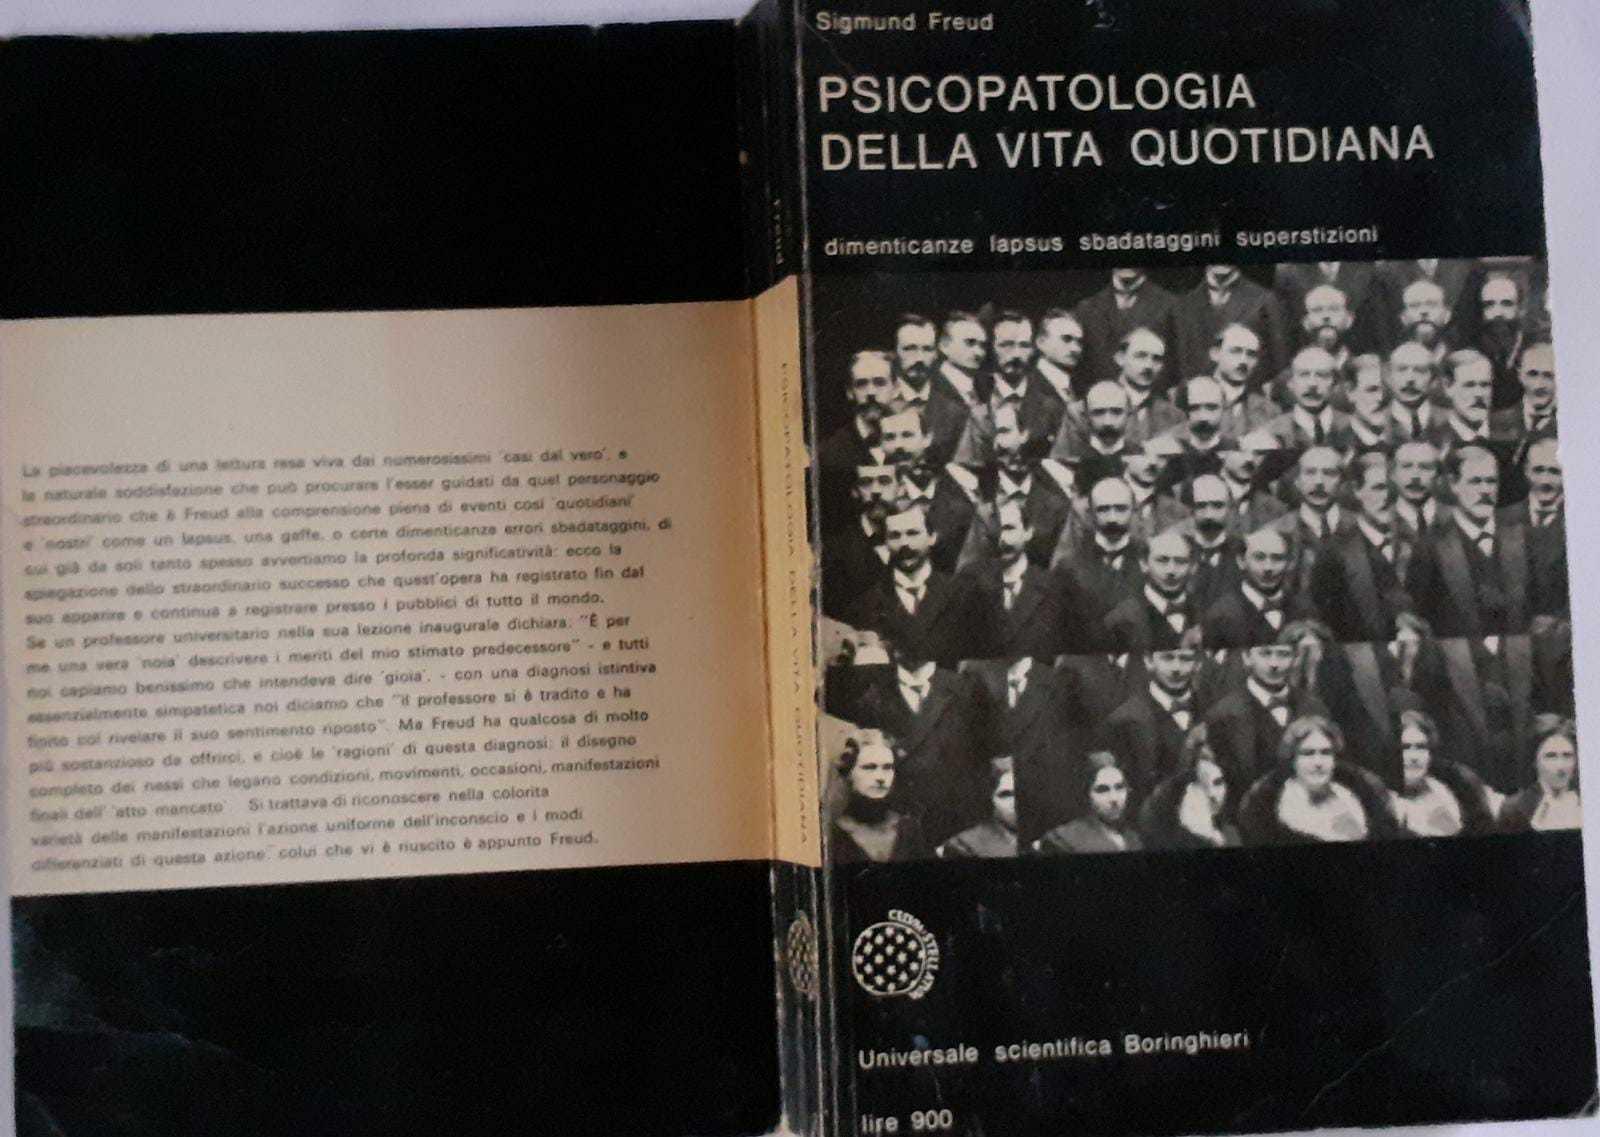 La piacevolezza di una lettura resa viva dai numerosissimi 'casi dal vero', e
la naturale soddisfazione che può procurare l'esser guidati da quel personaggio
straordinario che è Freud alla comprensione piena di eventi così 'quotidiani'
e 'nostri' come un lapsus, una gaffe, o certe dimenticanze errori sbadataggini, di
cui già da soli tanto spesso avvertiamo la profonda significatività: ecco la
spiegazione dello straordinario successo che quest'opera ha registrato fin dal
suo apparire e continua a registrare presso i pubblici di tutto il mondo.
Se un professore universitario nella sua lezione inaugurale dichiara: "È per
me una vera 'noia' descrivere i meriti del mio stimato predecessore" - e tutti
noi capiamo benissimo che intendeva dire 'gioia', - con una diagnosi istintiva
essenzialmente simpatetica noi diciamo che "il professore si è tradito e ha
finito col rivelare il suo sentimento riposto". Ma Freud ha qualcosa di molto
più sostanzioso da offrirci, e cioè le 'ragioni' di questa diagnosi: il disegno
completo dei nessi che legano condizioni, movimenti, occasioni, manifestazioni
finali dell' 'atto mancato' Si trattava di riconoscere nella colorita
varietà delle manifestazioni l'azione uniforme dell'inconscio e i modi
differenziati di questa azione: colui che vi è riuscito è appunto Freud.
Freud
PSICOPATOLOGIA DELLA VITA QUOTIDIANA
Sigmund Freud
PSICOPATOLOGIA
DELLA VITA QUOTIDIANA
dimenticanze lapsus sbadataggini superstizioni
CELUM STELLATUM
Universale scientifica Boringhieri
lire 900